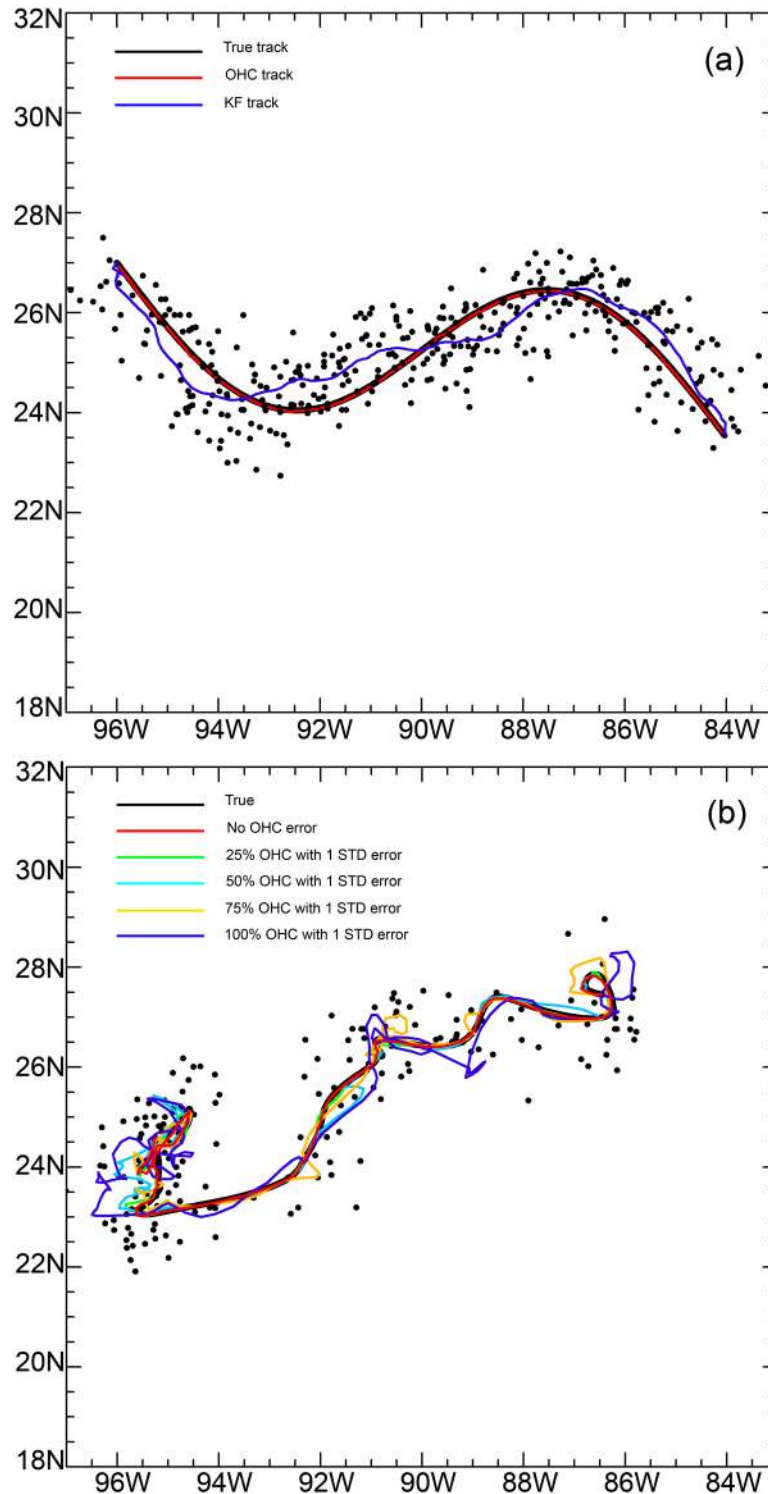 32N
True track
(a)
OHC track
KF track
30N
28N
26N
24N
22N
20N
18N
96W 94W 92W 90W 88W 86W 84W
32N
True
(b)
No OHC error
25% OHC with 1 STD error
30N
50% OHC with 1 STD error
75% OHC with 1 STD error
100% OHC with 1 STD error
28N
26N
24N
22N
20N
18N
96W 94W 92W 90W 88W 86W 84W